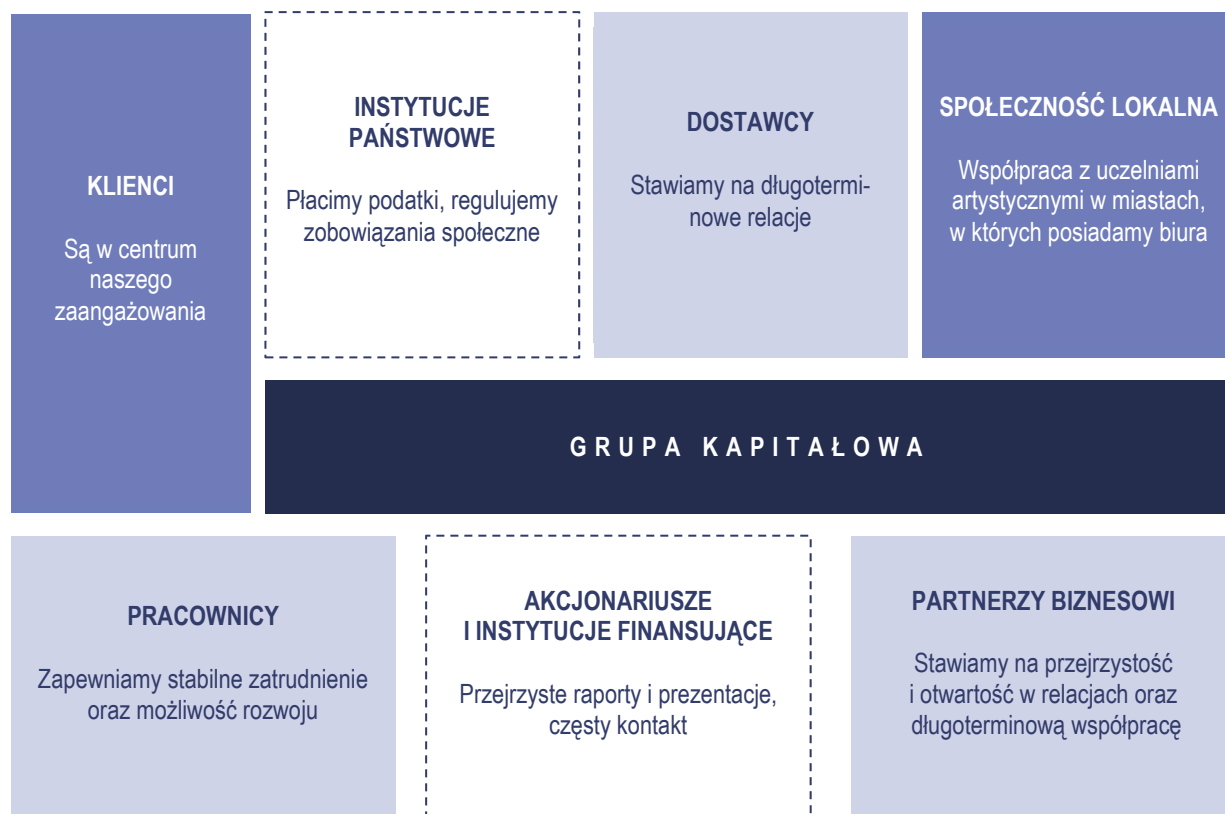 KLIENCI
Są w centrum
naszego
zaangażowania
INSTYTUCJE
PAŃSTWOWE
Płacimy podatki, regulujemy
zobowiązania społeczne
DOSTAWCY
Stawiamy na długotermi-
nowe relacje
SPOŁECZNOŚĆ LOKALNA
Współpraca z uczelniami
artystycznymi w miastach,
w których posiadamy biura
GRUPA KAPITAŁOWA
PRACOWNICY
Zapewniamy stabilne zatrudnienie
oraz możliwość rozwoju
AKCJONARIUSZE
I INSTYTUCJE FINANSUJĄCE
Przejrzyste raporty i prezentacje,
częsty kontakt
PARTNERZY BIZNESOWI
Stawiamy na przejrzystość
i otwartość w relacjach oraz
długoterminową współpracę